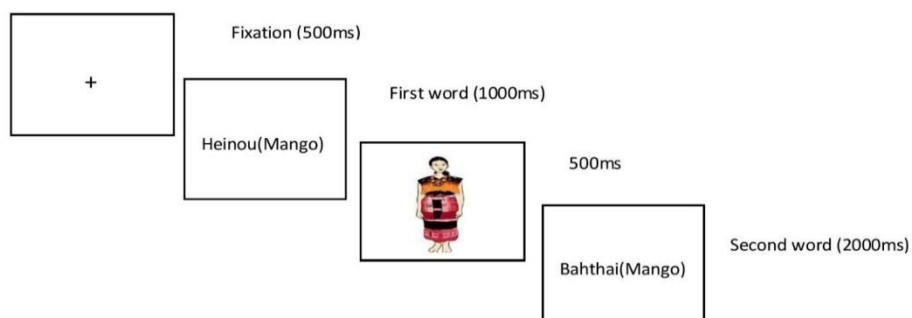 Fixation (500ms)
+
First word (1000ms)
Heinou(Mango)
500ms
Second word (2000ms)
Bahthai(Mango)